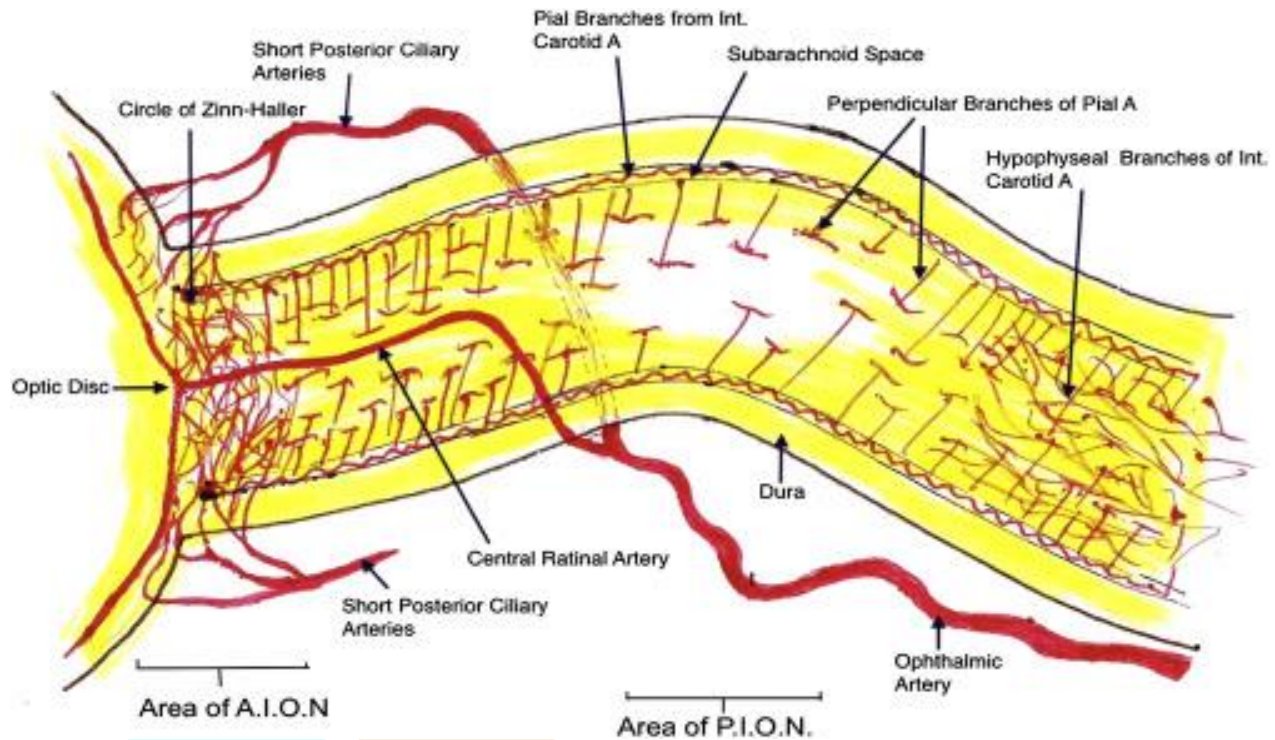 Pial Branches from Int.
Carotid A
Short Posterior Ciliary
Arteries
Subarachnoid Space
Circle of Zinn-Haller
Perpendicular Branches of Pial A
Hypophyseal Branches of Int.
Carotid A
Optic Disc
Dura
Central Ratinal Artery
Short Posterior Ciliary
Arteries
Ophthalmic
Artery
Area of A.I.O.N
Area of P.I.O.N.